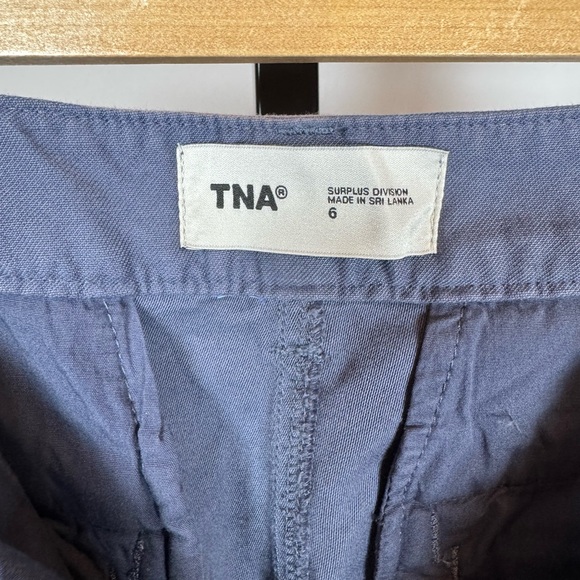 TNA®
SURPLUS DIVISION
MADE IN SRI LANKA
6